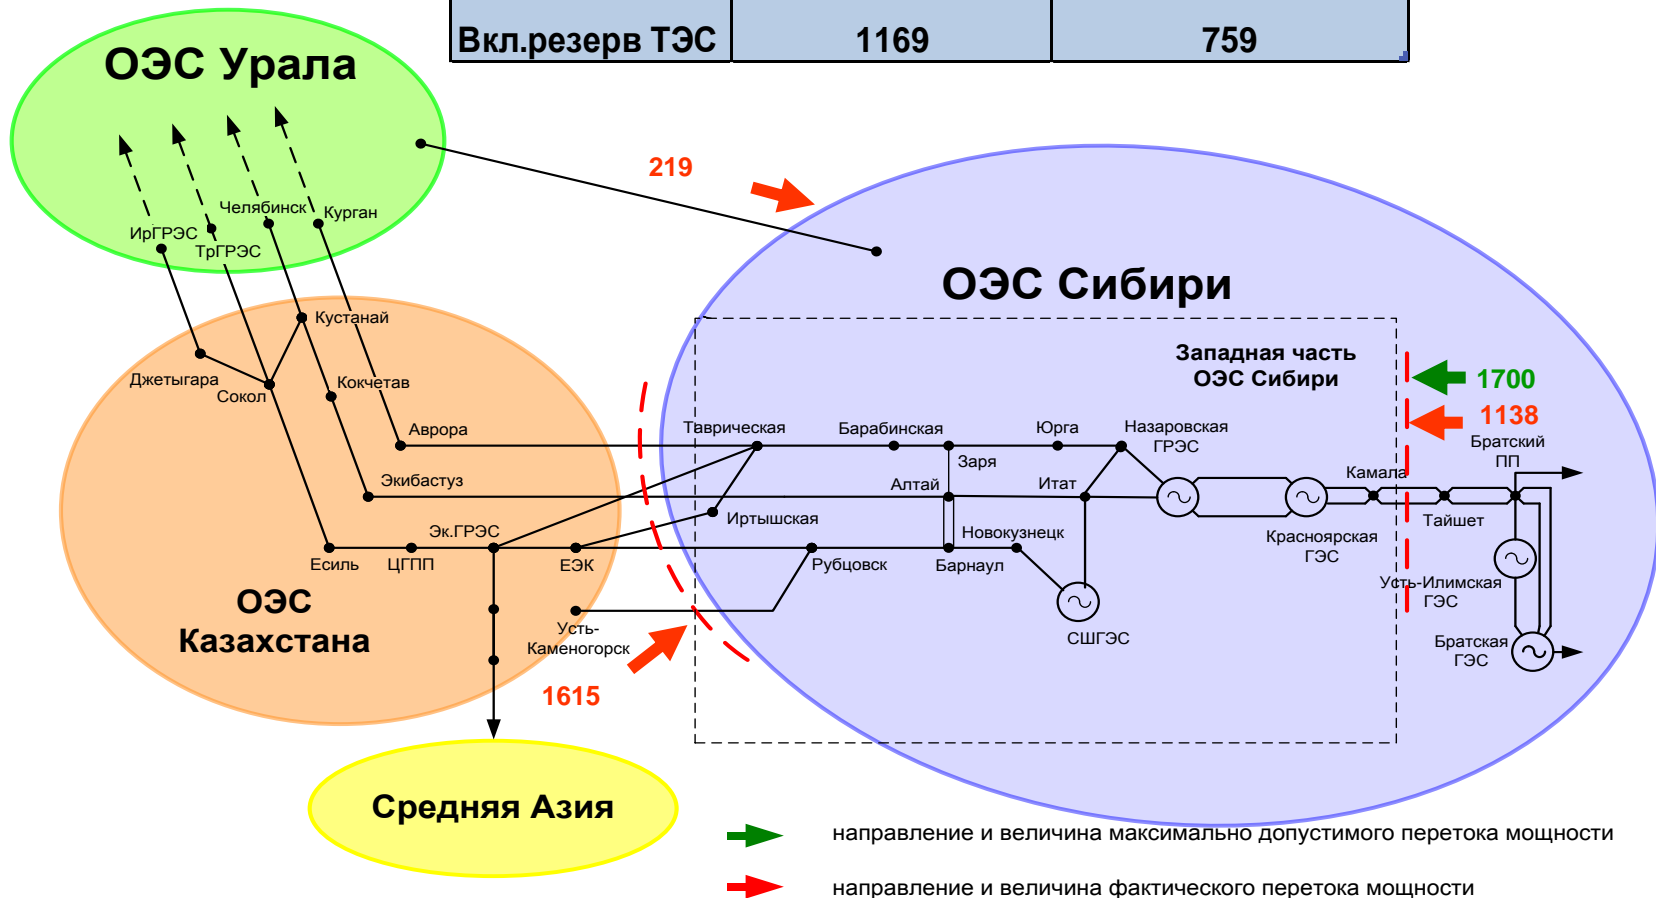 Вкл.резерв ТЭС 1169 759
ОЭС Урала
219
Челябинск
Курган
ИрГРЭС
ТрГРЭС
ОЭС Сибири
Кустанай
Западная часть
ОЭС Сибири
1700
Джетыгара
Кокчетав
Сокол
1138
Аврора
Таврическая
Барабинская
Юрга
Назаровская
ГРЭС
Братский
ПП
Заря
Камала
Экибастуз
Алтай
Итат
Иртышская
Тайшет
Эк.ГРЭС
Новокузнецк
Красноярская
ГЭС
Есиль
ЦГПП
ЕЭК
Рубцовск
Барнаул
Усть-Илимская
ГЭС
ОЭС
Казахстана
Усть-
Каменогорск
СШГЭС
Братская
ГЭС
1615
Средняя Азия
направление и величина максимально допустимого перетока мощности
направление и величина фактического перетока мощности